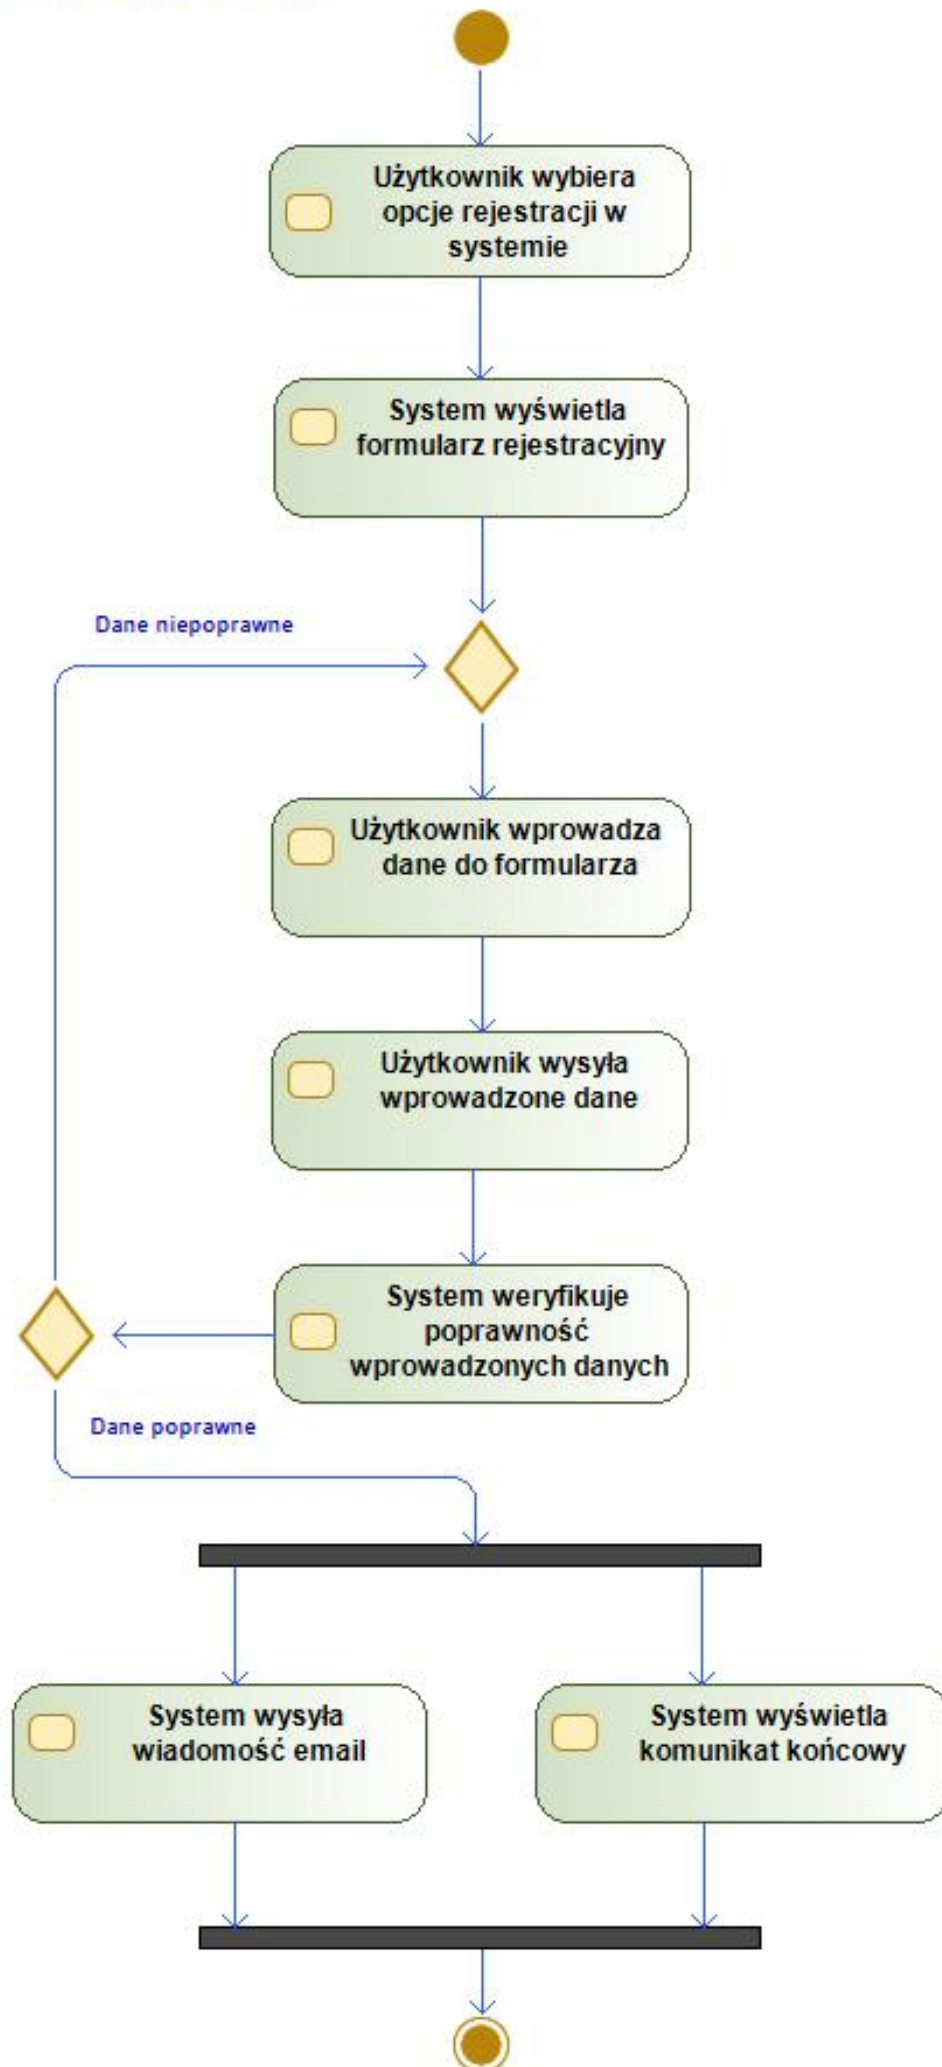 Użytkownik wybiera
opcje rejestracji w
systemie
System wyświetla
formularz rejestracyjny
Dane niepoprawne
Użytkownik wprowadza
dane do formularza
Użytkownik wysyła
wprowadzone dane
System weryfikuje
poprawność
wprowadzonych danych
Dane poprawne
System wysyła
wiadomość email
System wyświetla
komunikat końcowy